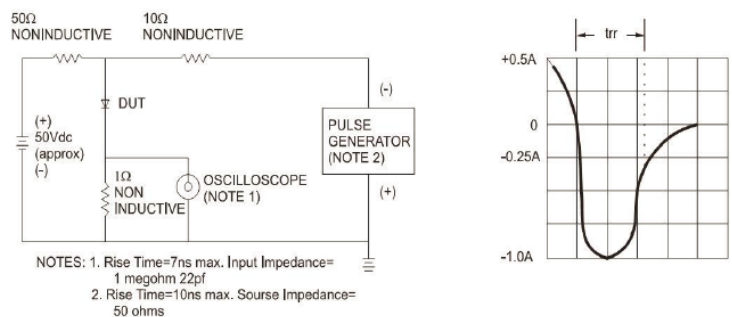 50Ω
NONINDUCTIVE
10Ω
NONINDUCTIVE
(+)
50Vdc
(approx)
(-)
DUT
1Ω
NON
INDUCTIVE
OSCILLOSCOPE
(NOTE 1)
(-)
PULSE
GENERATOR
(NOTE 2)
(+)
NOTES: 1. Rise Time=7ns max. Input Impedance=
1 megohm 22pf
2. Rise Time=10ns max. Sourse Impedance=
50 ohms
trr
+0.5A
0
-0.25A
-1.0A